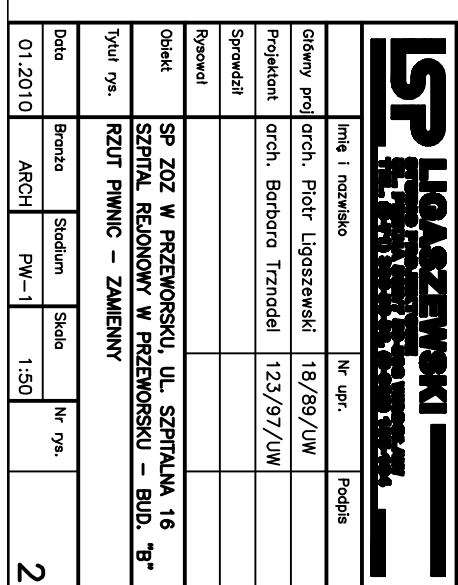 LSP LIGASZEWSKI
Imię i nazwisko Nr upr. Podpis
Główny proj arch. Piotr Ligaszewski 18/89/UW
Projektant arch. Barbara Trznadel 123/97/UW
Sprawdził
Rysował
Obiekt SP ZOZ W PRZEWORSKU, UL. SZPITALNA 16
SZPITAL REJONOWY W PRZEWORSKU – BUD. "B"
Tytuł rys. RZUT PIWNIC – ZAMIENNY
Data Branża Stadium Skala Nr rys.
01.2010 ARCH PW–1 1:50 2